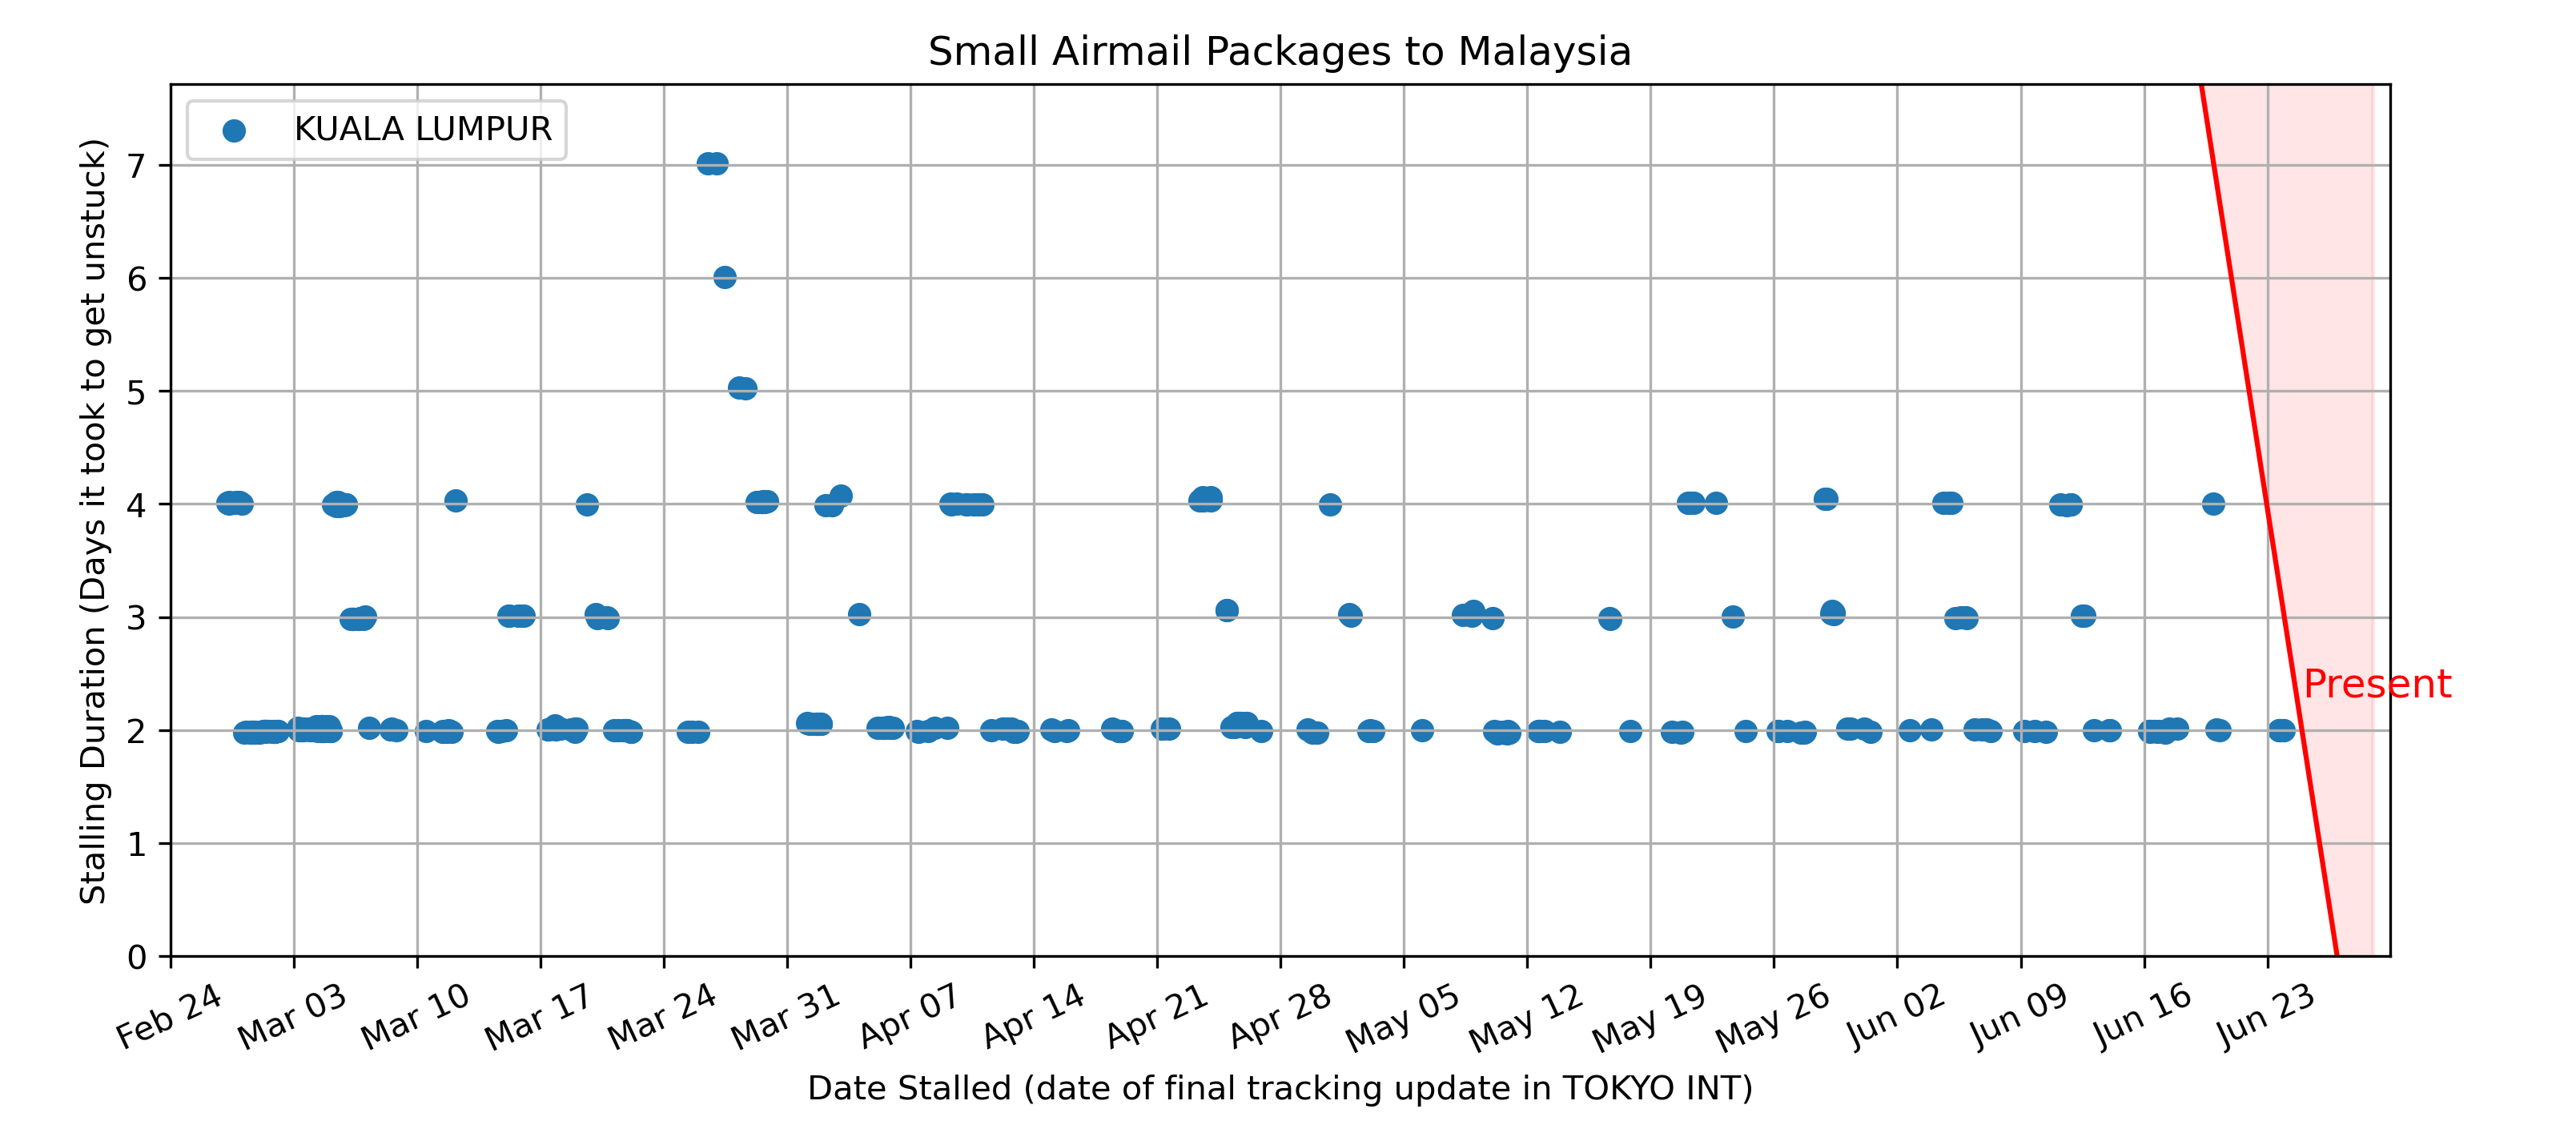 Small Airmail Packages to Malaysia
KUALA LUMPUR
Stalling Duration (Days it took to get unstuck)
7
6
5
4
3
2
1
0
Present
Feb 24
Mar 03
Mar 10
Mar 17
Mar 24
Mar 31
Apr 07
Apr 14
Apr 21
Apr 28
May 05
May 12
May 19
May 26
Jun 02
Jun 09
Jun 16
Jun 23
Date Stalled (date of final tracking update in TOKYO INT)